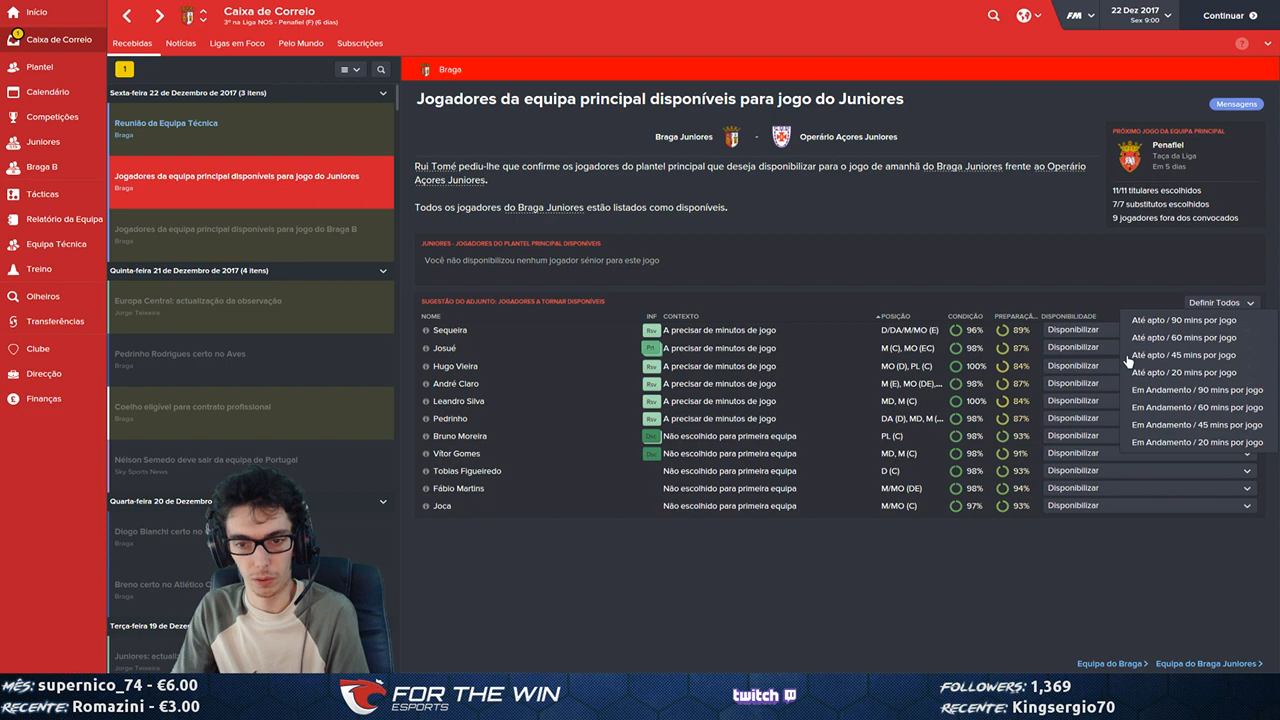 Início
Caixa de Correio
Plantel
Calendário
Competições
Juniores
Braga B
Tácticas
Relatório da Equipa
Equipa Técnica
Treino
Olheiros
Transferências
Clube
Direcção
Finanças
Caixa de Correio
3º na Liga NOS - Penafiel (F) (6 dias)
FM
22 Dez 2017
Sex 9:00
Continuar
Recebidas
Notícias
Ligas em Foco
Pelo Mundo
Subscrições
1
Sexta-feira 22 de Dezembro de 2017 (3 itens)
Reunião da Equipa Técnica
Braga
Jogadores da equipa principal disponíveis para jogo do Juniores
Braga
Jogadores da equipa principal disponíveis para jogo do Braga B
Braga
Quinta-feira 21 de Dezembro de 2017 (4 itens)
Europa Central: actualização da observação
Jorge Teixeira
Pedrinho Rodrigues certo no Aves
Braga
Coelho eligível para contrato profissional
Braga
Nélson Semedo deve sair da equipa de Portugal
Sky Sports News
Quarta-feira 20 de Dezembro
Diogo Bianchi certo no
Braga
Breno certo no Atlético C
Braga
Terça-feira 19 de Deze
Juniores: actuali
Jorge Teixeira
Braga
Jogadores da equipa principal disponíveis para jogo do Juniores
Mensagens
Braga Juniores - Operário Açores Juniores
Rui Tomé pediu-lhe que confirme os jogadores do plantel principal que deseja disponibilizar para o jogo de amanhã do Braga Juniores frente ao Operário
Açores Juniores.
Todos os jogadores do Braga Juniores estão listados como disponíveis.
PRÓXIMO JOGO DA EQUIPA PRINCIPAL
Penafiel
Taça da Liga
Em 5 dias
11/11 titulares escolhidos
7/7 substitutos escolhidos
9 jogadores fora dos convocados
JUNIORES - JOGADORES DO PLANTEL PRINCIPAL DISPONÍVEIS
Você não disponibilizou nenhum jogador sénior para este jogo
SUGESTÃO DO ADJUNTO: JOGADORES A TORNAR DISPONÍVEIS
Definir Todos
NOME INF CONTEXTO POSIÇÃO CONDIÇÃO PREPARAÇÃ... DISPONIBILIDADE
Sequeira Rsv A precisar de minutos de jogo D/DA/M/MO (E) 96% 89% Disponibilizar
Josué Prt A precisar de minutos de jogo M (C), MO (EC) 98% 87% Disponibilizar
Hugo Vieira Rsv A precisar de minutos de jogo MO (D), PL (C) 100% 84% Disponibilizar
André Claro Rsv A precisar de minutos de jogo M (E), MO (DE),... 98% 87% Disponibilizar
Leandro Silva Rsv A precisar de minutos de jogo MD, M (C) 100% 84% Disponibilizar
Pedrinho Rsv A precisar de minutos de jogo DA (D), MD, M (... 98% 87% Disponibilizar
Bruno Moreira Dsc Não escolhido para primeira equipa PL (C) 98% 93% Disponibilizar
Vítor Gomes Dsc Não escolhido para primeira equipa MD, M (C) 98% 91% Disponibilizar
Tobias Figueiredo Não escolhido para primeira equipa D (C) 98% 93% Disponibilizar
Fábio Martins Não escolhido para primeira equipa M/MO (DE) 98% 94% Disponibilizar
Joca Não escolhido para primeira equipa M/MO (C) 97% 93% Disponibilizar
Até apto / 90 mins por jogo
Até apto / 60 mins por jogo
Até apto / 45 mins por jogo
Até apto / 20 mins por jogo
Em Andamento / 90 mins por jogo
Em Andamento / 60 mins por jogo
Em Andamento / 45 mins por jogo
Em Andamento / 20 mins por jogo
Equipa do Braga >
Equipa do Braga Juniores >
MÊS: supernico_74 - €6.00
RECENTE: Romazini - €3.00
FOR THE WIN
ESPORTS
twitch
FOLLOWERS: 1,369
RECENTE: Kingsergio70